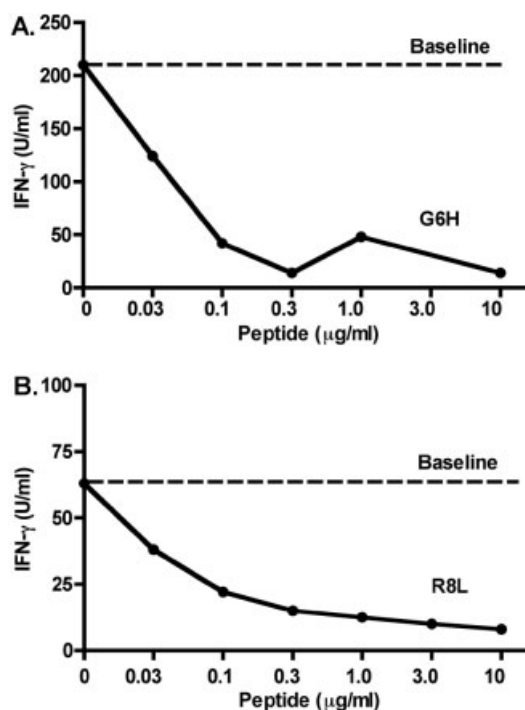 A.
250
200
150
100
50
0
IFN-γ (U/ml)
Baseline
G6H
0 0.03 0.1 0.3 1.0 3.0 10
Peptide (μg/ml)
B.
100
75
50
25
0
IFN-γ (U/ml)
Baseline
R8L
0 0.03 0.1 0.3 1.0 3.0 10
Peptide (μg/ml)